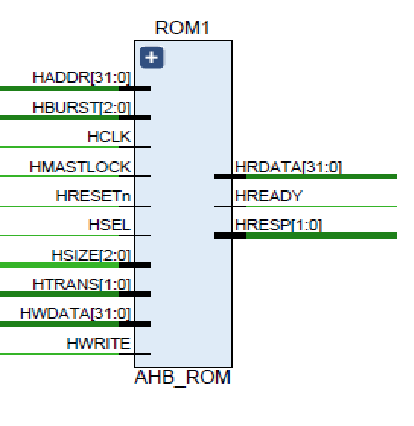 ROM1
HADDR[31:0]
HBURST[2:0]
HCLK
HMASTLOCK
HRESETn
HSEL
HSIZE[2:0]
HTRANS[1:0]
HWDATA[31:0]
HWRITE
HRDATA[31:0]
HREADY
HRESP[1:0]
AHB_ROM